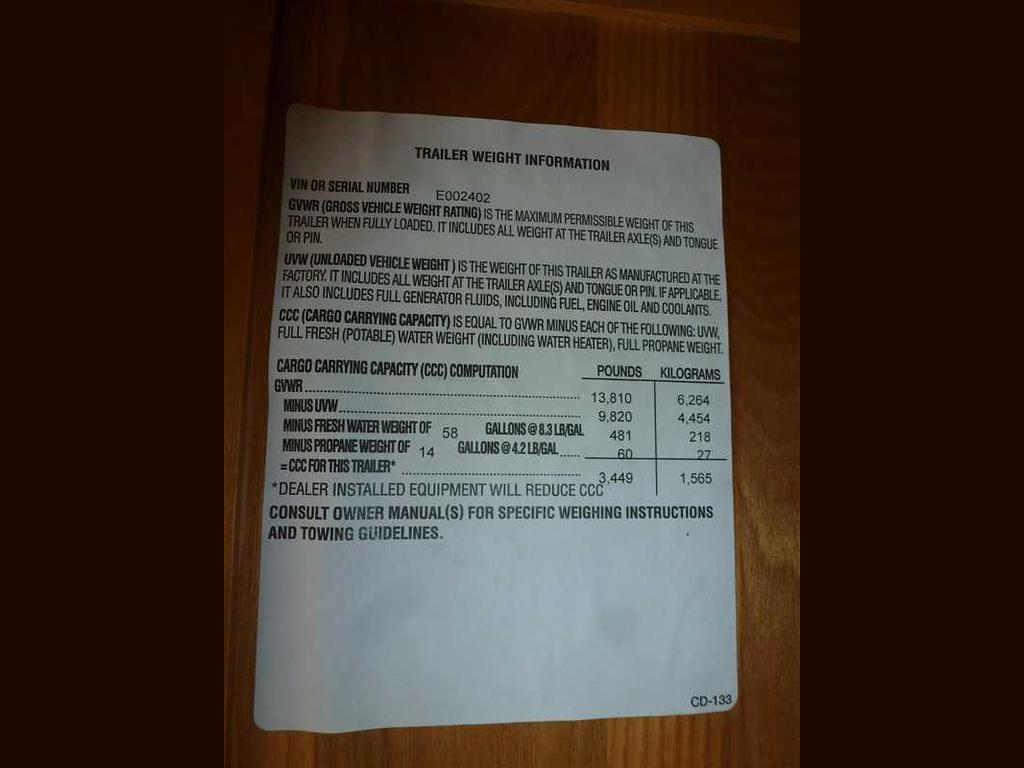 TRAILER WEIGHT INFORMATION
VIN OR SERIAL NUMBER E002402
GVWR (GROSS VEHICLE WEIGHT RATING) IS THE MAXIMUM PERMISSIBLE WEIGHT OF THIS
TRAILER WHEN FULLY LOADED. IT INCLUDES ALL WEIGHT AT THE TRAILER AXLE(S) AND TONGUE
OR PIN.
UVW (UNLOADED VEHICLE WEIGHT ) IS THE WEIGHT OF THIS TRAILER AS MANUFACTURED AT THE
FACTORY. IT INCLUDES ALL WEIGHT AT THE TRAILER AXLE(S) AND TONGUE OR PIN. IF APPLICABLE,
IT ALSO INCLUDES FULL GENERATOR FLUIDS, INCLUDING FUEL, ENGINE OIL AND COOLANTS.
CCC (CARGO CARRYING CAPACITY) IS EQUAL TO GVWR MINUS EACH OF THE FOLLOWING: UVW,
FULL FRESH (POTABLE) WATER WEIGHT (INCLUDING WATER HEATER), FULL PROPANE WEIGHT.
CARGO CARRYING CAPACITY (CCC) COMPUTATION POUNDS KILOGRAMS
GVWR 13,810 6,264
MINUS UVW 9,820 4,454
MINUS FRESH WATER WEIGHT OF 58 GALLONS @ 8.3 LB/GAL 481 218
MINUS PROPANE WEIGHT OF 14 GALLONS @ 4.2 LB/GAL 60 27
= CCC FOR THIS TRAILER* 3,449 1,565
*DEALER INSTALLED EQUIPMENT WILL REDUCE CCC
CONSULT OWNER MANUAL(S) FOR SPECIFIC WEIGHING INSTRUCTIONS
AND TOWING GUIDELINES.
CD-133